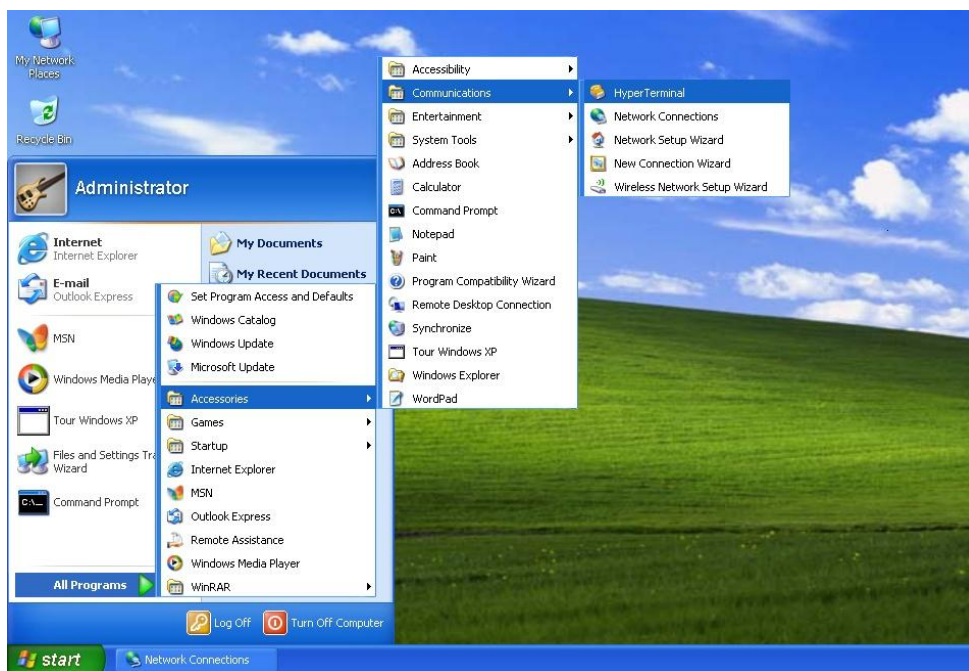 My Network
Places
Recycle Bin
Administrator
Internet
Internet Explorer
E-mail
Outlook Express
MSN
Windows Media Playe
Tour Windows XP
Files and Settings Tra
Wizard
Command Prompt
All Programs
My Documents
My Recent Documents
Set Program Access and Defaults
Windows Catalog
Windows Update
Microsoft Update
Accessories
Games
Startup
Internet Explorer
MSN
Outlook Express
Remote Assistance
Windows Media Player
WinRAR
Accessibility
Communications
Entertainment
System Tools
Address Book
Calculator
Command Prompt
Notepad
Paint
Program Compatibility Wizard
Remote Desktop Connection
Synchronize
Tour Windows XP
Windows Explorer
WordPad
HyperTerminal
Network Connections
Network Setup Wizard
New Connection Wizard
Wireless Network Setup Wizard
Log Off
Turn Off Computer
start
Network Connections